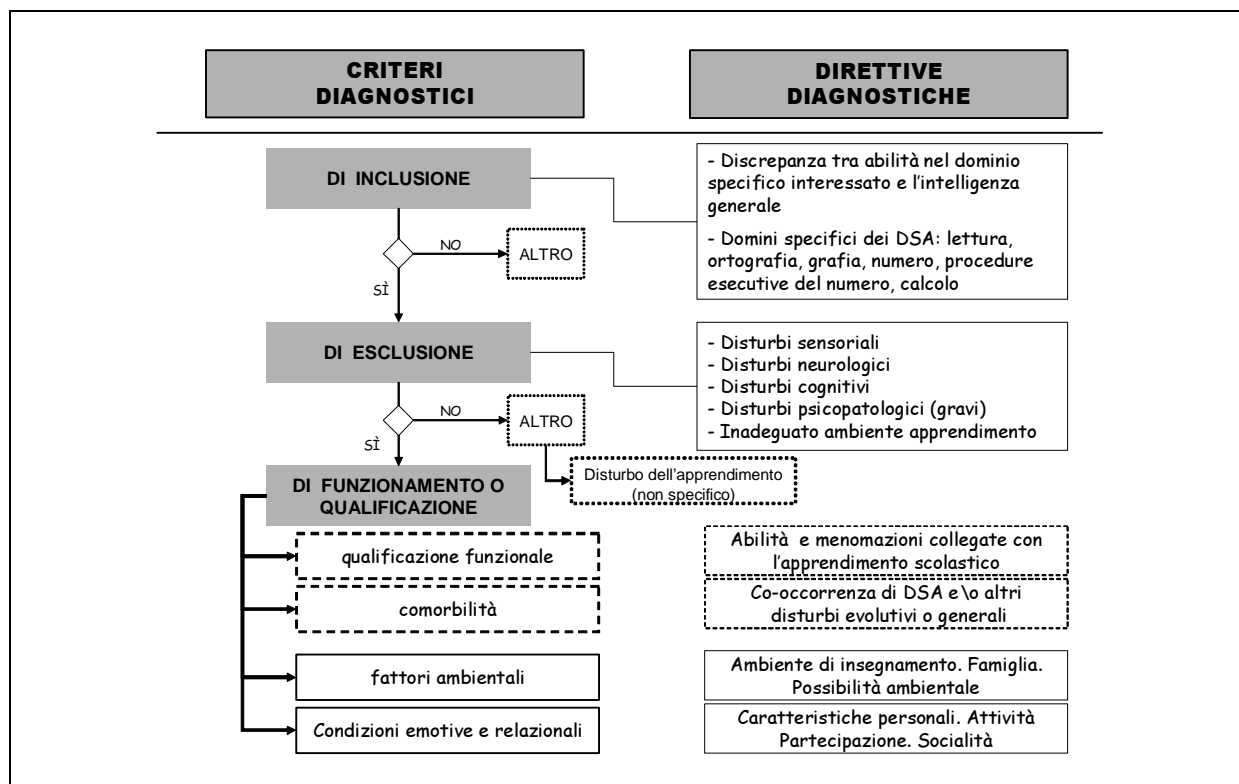 CRITERI
DIAGNOSTICI
DIRETTIVE
DIAGNOSTICHE
DI INCLUSIONE
- Discrepanza tra abilità nel dominio
specifico interessato e l'intelligenza
generale
- Domini specifici dei DSA: lettura,
ortografia, grafia, numero, procedure
esecutive del numero, calcolo
NO
ALTRO
SÌ
DI ESCLUSIONE
- Disturbi sensoriali
- Disturbi neurologici
- Disturbi cognitivi
- Disturbi psicopatologici (gravi)
- Inadeguato ambiente apprendimento
NO
ALTRO
SÌ
Disturbo dell'apprendimento
(non specifico)
DI FUNZIONAMENTO O
QUALIFICAZIONE
qualificazione funzionale
Abilità e menomazioni collegate con
l'apprendimento scolastico
comorbilità
Co-occorrenza di DSA e\o altri
disturbi evolutivi o generali
fattori ambientali
Ambiente di insegnamento. Famiglia.
Possibilità ambientale
Condizioni emotive e relazionali
Caratteristiche personali. Attività
Partecipazione. Socialità